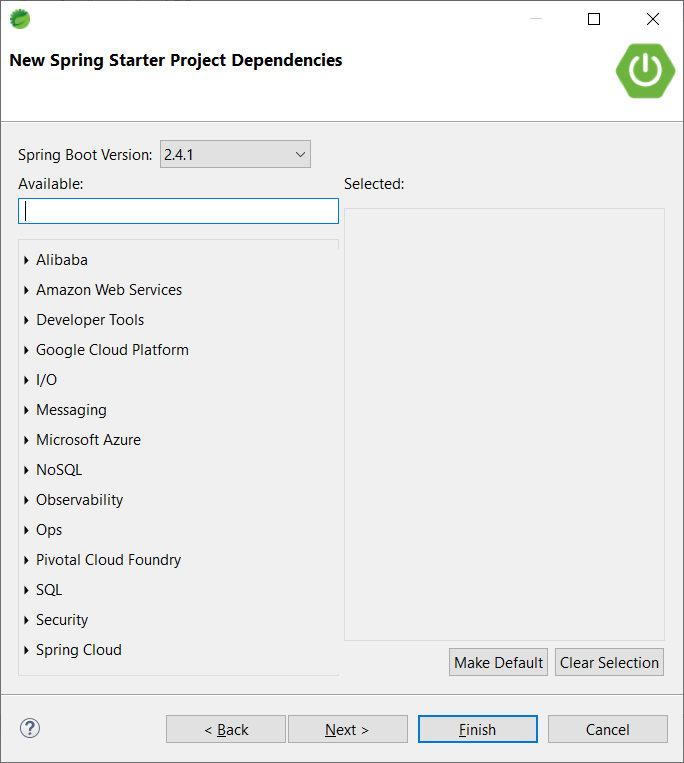 New Spring Starter Project Dependencies
Spring Boot Version: 2.4.1
Available: Selected:
Alibaba
Amazon Web Services
Developer Tools
Google Cloud Platform
I/O
Messaging
Microsoft Azure
NoSQL
Observability
Ops
Pivotal Cloud Foundry
SQL
Security
Spring Cloud
Make Default Clear Selection
? < Back Next > Finish Cancel